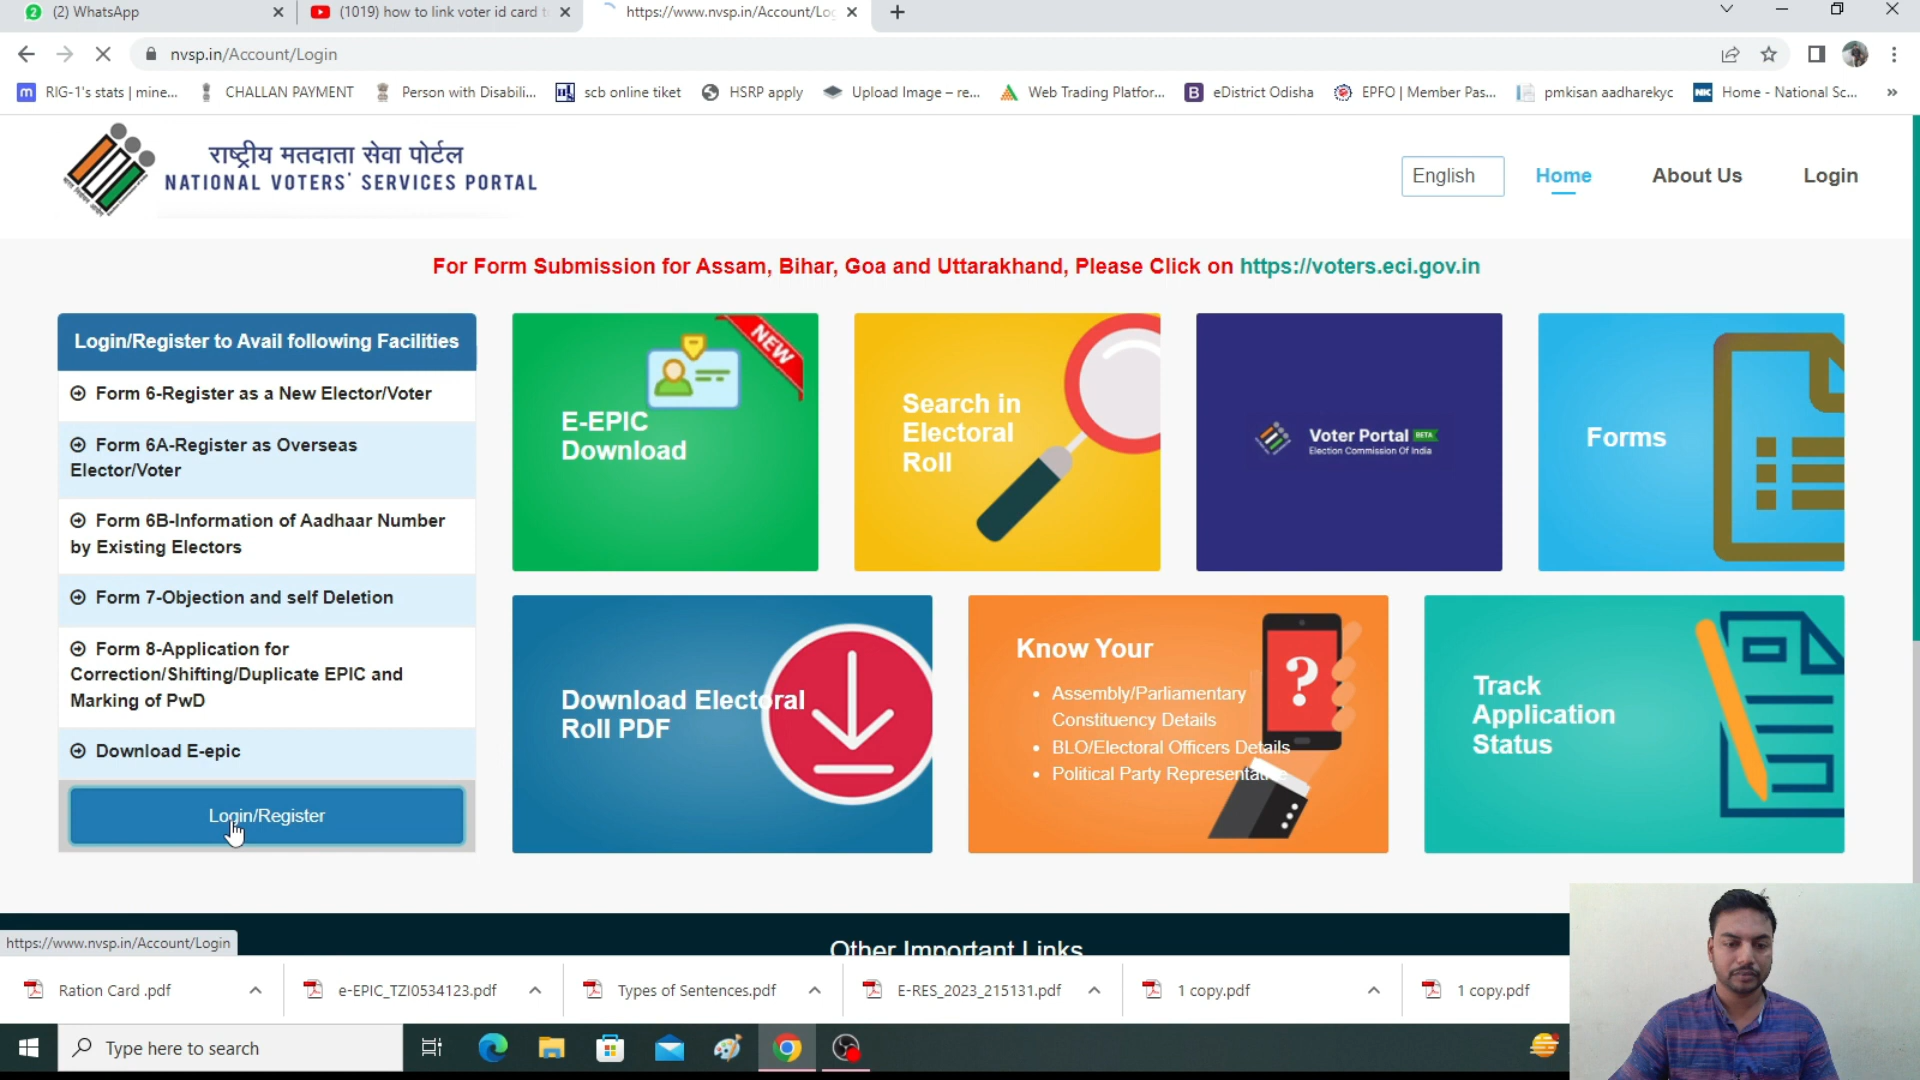 (2) WhatsApp
(1019) how to link voter id card t
https://www.nvsp.in/Account/Lo
nvsp.in/Account/Login
RIG-1's stats | mine...
CHALLAN PAYMENT
Person with Disabili...
scb online tiket
HSRP apply
Upload Image – re...
Web Trading Platfor...
eDistrict Odisha
EPFO | Member Pas...
pmkisan aadharekyc
Home - National Sc...
राष्ट्रीय मतदाता सेवा पोर्टल
NATIONAL VOTERS' SERVICES PORTAL
English
Home
About Us
Login
For Form Submission for Assam, Bihar, Goa and Uttarakhand, Please Click on https://voters.eci.gov.in
Login/Register to Avail following Facilities
Form 6-Register as a New Elector/Voter
Form 6A-Register as Overseas
Elector/Voter
Form 6B-Information of Aadhaar Number
by Existing Electors
Form 7-Objection and self Deletion
Form 8-Application for
Correction/Shifting/Duplicate EPIC and
Marking of PwD
Download E-epic
Login/Register
NEW
E-EPIC
Download
Search in
Electoral
Roll
Voter Portal BETA
Election Commission Of India
Forms
Download Electoral
Roll PDF
Know Your
Assembly/Parliamentary
Constituency Details
BLO/Electoral Officers Details
Political Party Representat
Track
Application
Status
Other Important Links
https://www.nvsp.in/Account/Login
Ration Card .pdf
e-EPIC_TZI0534123.pdf
Types of Sentences.pdf
E-RES_2023_215131.pdf
1 copy.pdf
1 copy.pdf
Type here to search